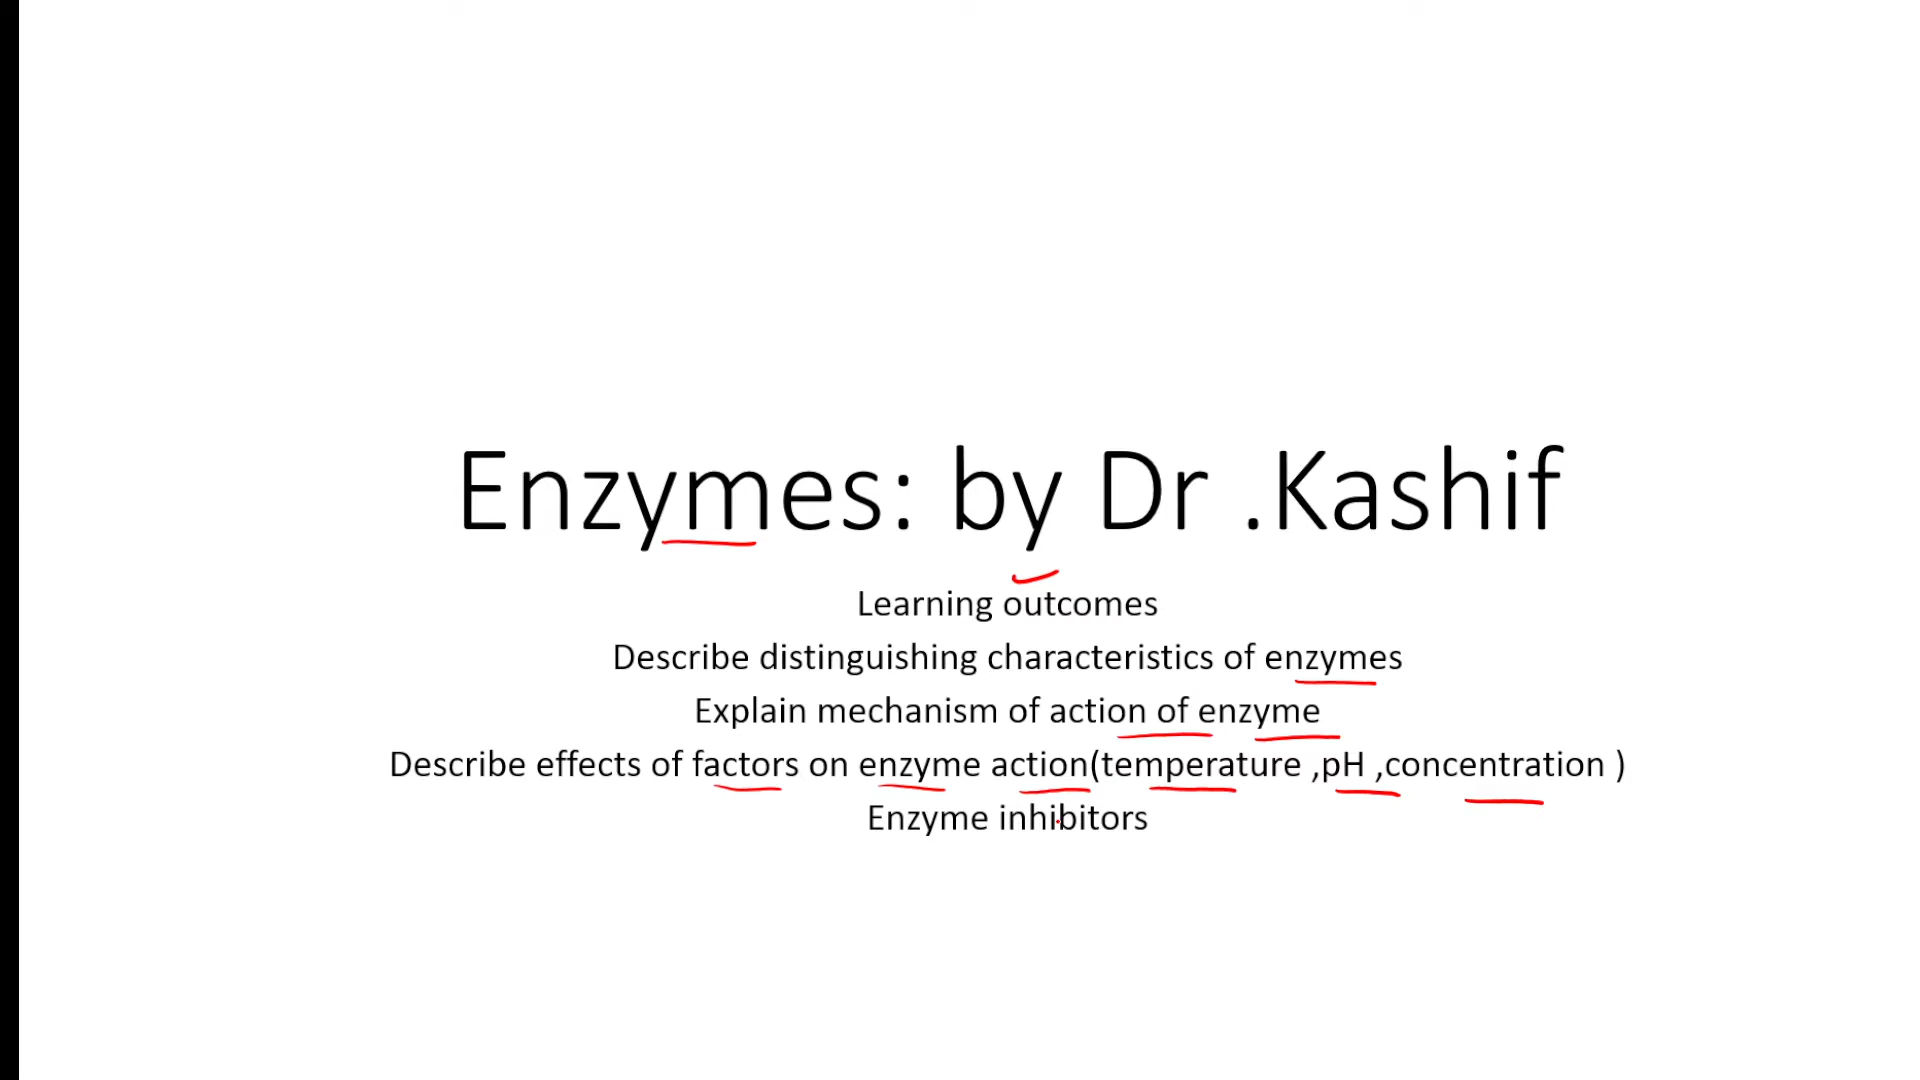 Enzymes: by Dr .Kashif
Learning outcomes
Describe distinguishing characteristics of enzymes
Explain mechanism of action of enzyme
Describe effects of factors on enzyme action(temperature ,pH ,concentration )
Enzyme inhibitors